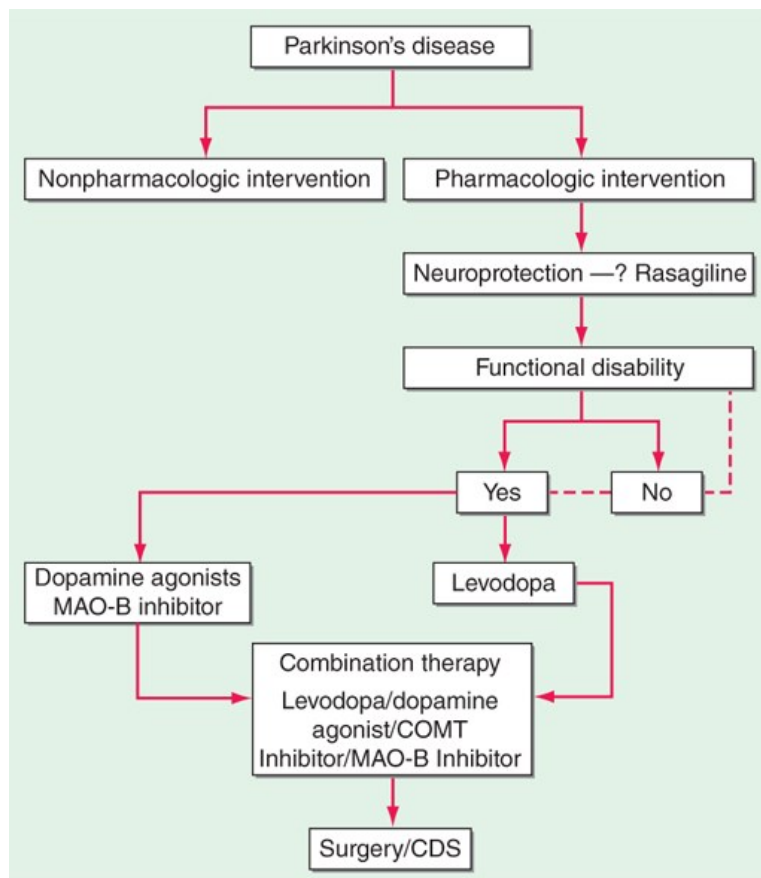 Parkinson's disease
Nonpharmacologic intervention
Pharmacologic intervention
Neuroprotection —? Rasagiline
Functional disability
Yes
No
Dopamine agonists
MAO-B inhibitor
Levodopa
Combination therapy
Levodopa/dopamine
agonist/COMT
Inhibitor/MAO-B Inhibitor
Surgery/CDS